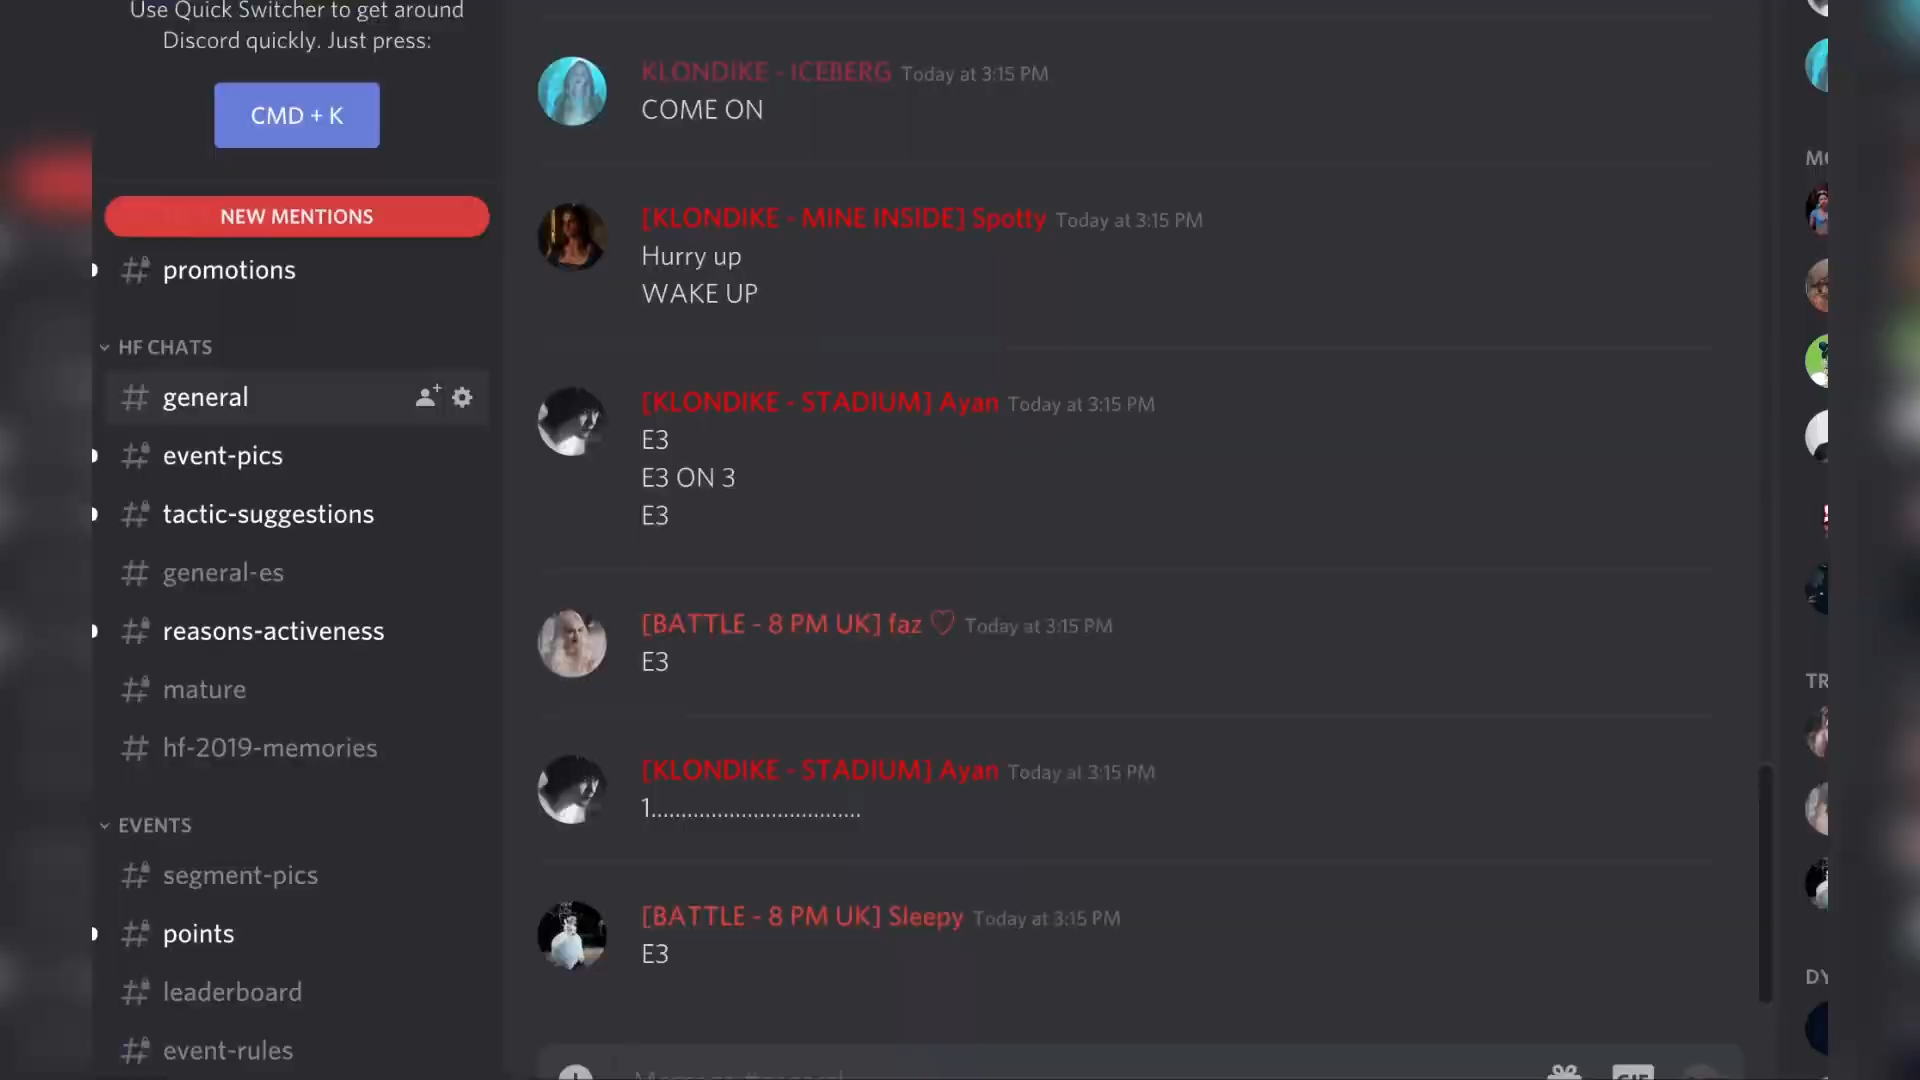 Use Quick Switcher to get around
Discord quickly. Just press:
CMD + K
NEW MENTIONS
promotions
HF CHATS
general
event-pics
tactic-suggestions
general-es
reasons-activeness
mature
hf-2019-memories
EVENTS
segment-pics
points
leaderboard
event-rules
KLONDIKE - ICEBERG Today at 3:15 PM
COME ON
[KLONDIKE - MINE INSIDE] Spotty Today at 3:15 PM
Hurry up
WAKE UP
[KLONDIKE - STADIUM] Ayan Today at 3:15 PM
E3
E3 ON 3
E3
[BATTLE - 8 PM UK] faz ♡ Today at 3:15 PM
E3
[KLONDIKE - STADIUM] Ayan Today at 3:15 PM
1...................................
[BATTLE - 8 PM UK] Sleepy Today at 3:15 PM
E3
GIF
TR
DY